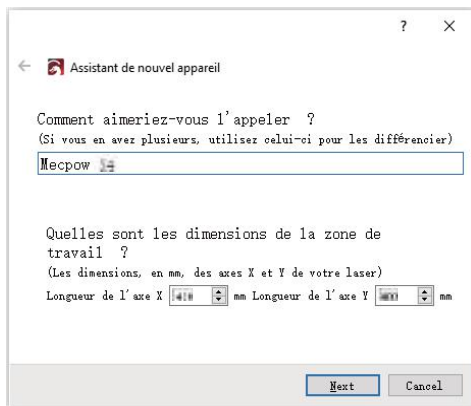 Assistant de nouvel appareil
Comment aimeriez-vous l'appeler ?
(Si vous en avez plusieurs, utilisez celui-ci pour les différencier)
Mecpow
Quelles sont les dimensions de la zone de
travail ?
(Les dimensions, en mm, des axes X et Y de votre laser)
Longueur de l'axe X mm Longueur de l'axe Y mm
Next Cancel